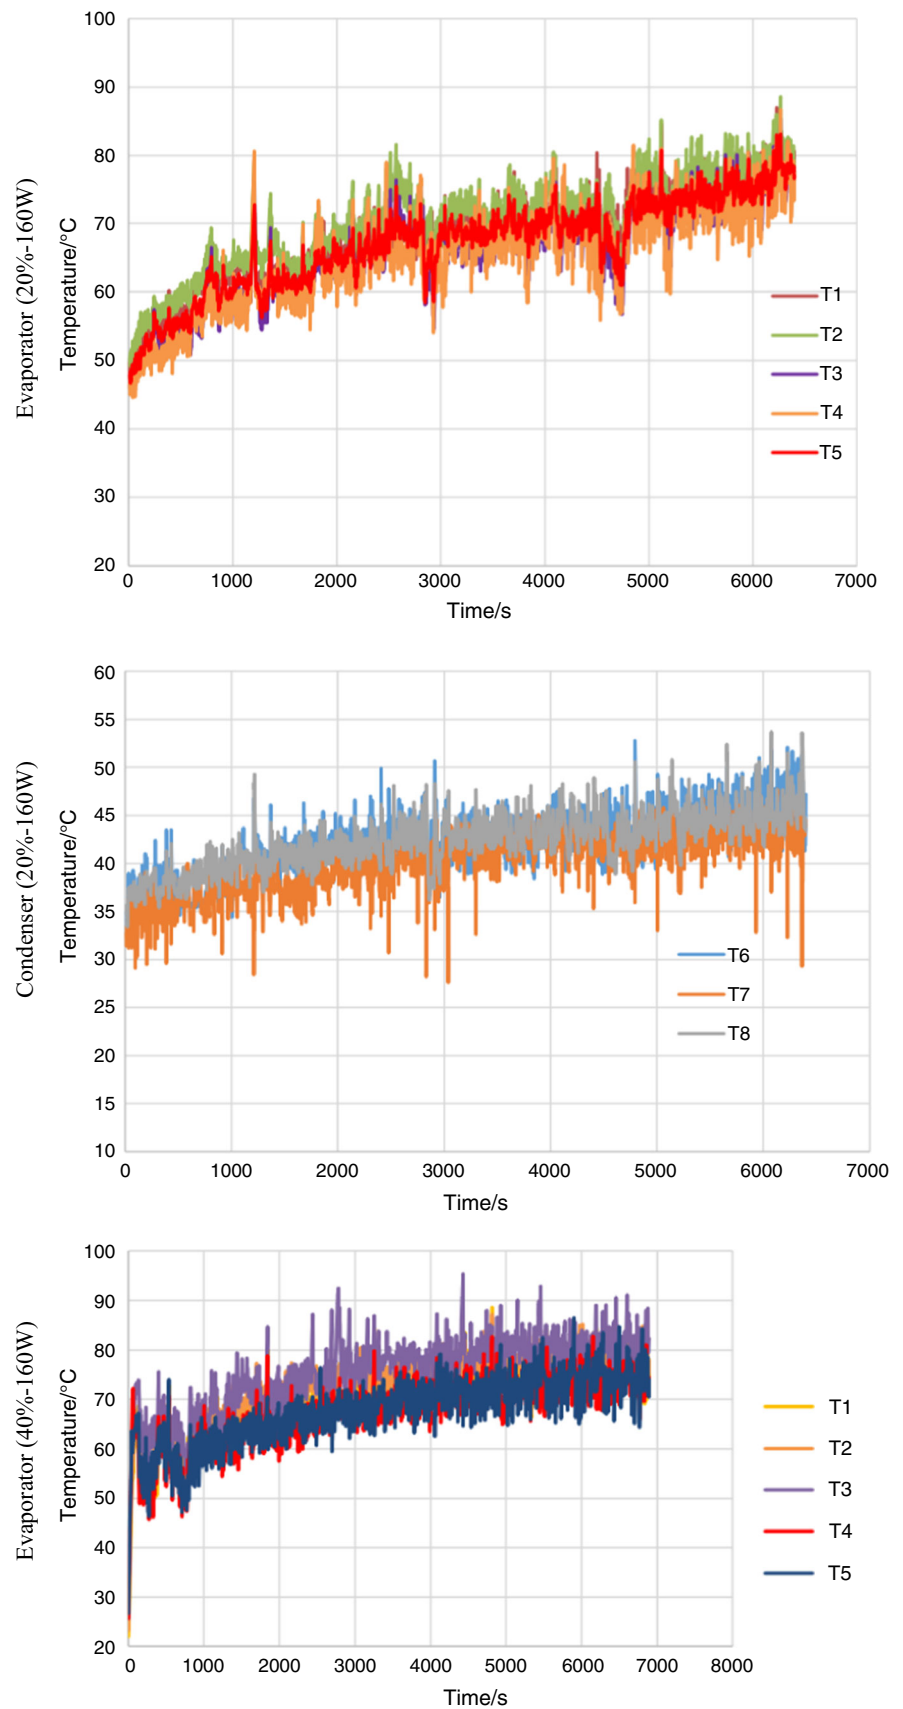 Evaporator (20%-160W)
Temperature/°C
100
90
80
70
60
50
40
30
20
0 1000 2000 3000 4000 5000 6000 7000
Time/s
T1
T2
T3
T4
T5
Condenser (20%-160W)
Temperature/°C
60
55
50
45
40
35
30
25
20
15
10
0 1000 2000 3000 4000 5000 6000 7000
Time/s
T6
T7
T8
Evaporator (40%-160W)
Temperature/°C
100
90
80
70
60
50
40
30
20
0 1000 2000 3000 4000 5000 6000 7000 8000
Time/s
T1
T2
T3
T4
T5